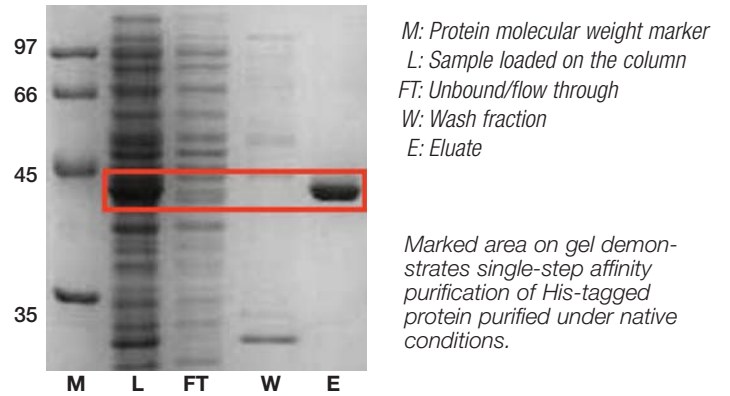 97
66
45
35
M L FT W E
M: Protein molecular weight marker
L: Sample loaded on the column
FT: Unbound/flow through
W: Wash fraction
E: Eluate
Marked area on gel demon-
strates single-step affinity
purification of His-tagged
protein purified under native
conditions.